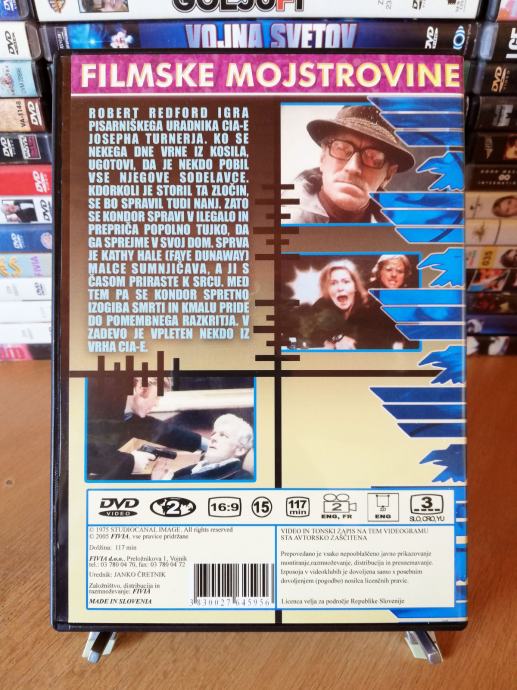 GOLJUFI
VOJNA SVETOV
FILMSKE MOJSTROVINE
ROBERT REDFORD IGRA
PISARNIŠKEGA URADNIKA CIA-E
JOSEPHA TURNERJA. KO SE
NEKEGA DNE VRNE IZ KOSILA,
UGOTOVI, DA JE NEKDO POBIL
VSE NJEGOVE SODELAVCE.
KDORKOLI JE STORIL TA ZLOČIN,
SE BO SPRAVIL TUDI NANJ. ZATO
SE KONDOR SPRAVI V ILEGALO IN
PREPRIČA POPOLNO TUJKO, DA
GA SPREJME V SVOJ DOM. SPRVA
JE KATHY HALE (FAYE DUNAWAY)
MALCE SUMNJIČAVA, A JI S
ČASOM PRIRASTE K SRCU. MED
TEM PA SE KONDOR SPRETNO
IZOGIBA SMRTI IN KMALU PRIDE
DO POMEMBNEGA RAZKRITJA. V
ZADEVO JE VPLETEN NEKDO IZ
VRHA CIA-E.
DVD VIDEO
2
16:9
15
117 min
2
ENG, FR
ENG
3
SLO,CRO,YU
© 1975 STUDIOCANAL IMAGE, All rights reserved
© 2005 FIVIA, vse pravice pridržane
Dolžina: 117 min
FIVIA d.o.o., Preložnikova 1, Vojnik
tel.: 03 780 04 70, fax: 03 780 04 72
Urednik: JANKO ČRETNIK
Založništvo, distribucija in
razmnoževanje: FIVIA
MADE IN SLOVENIA
3830027645956
VIDEO IN TONSKI ZAPIS NA TEM VIDEOGRAMU
STA AVTORSKO ZAŠČITENA
Prepovedano je vsako nepooblaščeno javno prikazovanje
montiranje,razmnoževanje, distribucija in presnemavanje.
Izposoja v videoklubih je dovoljena samo s posebnim
dovoljenjem (pogodbo) nosilca licenčnih pravic.
Licenca velja za področje Republike Slovenije